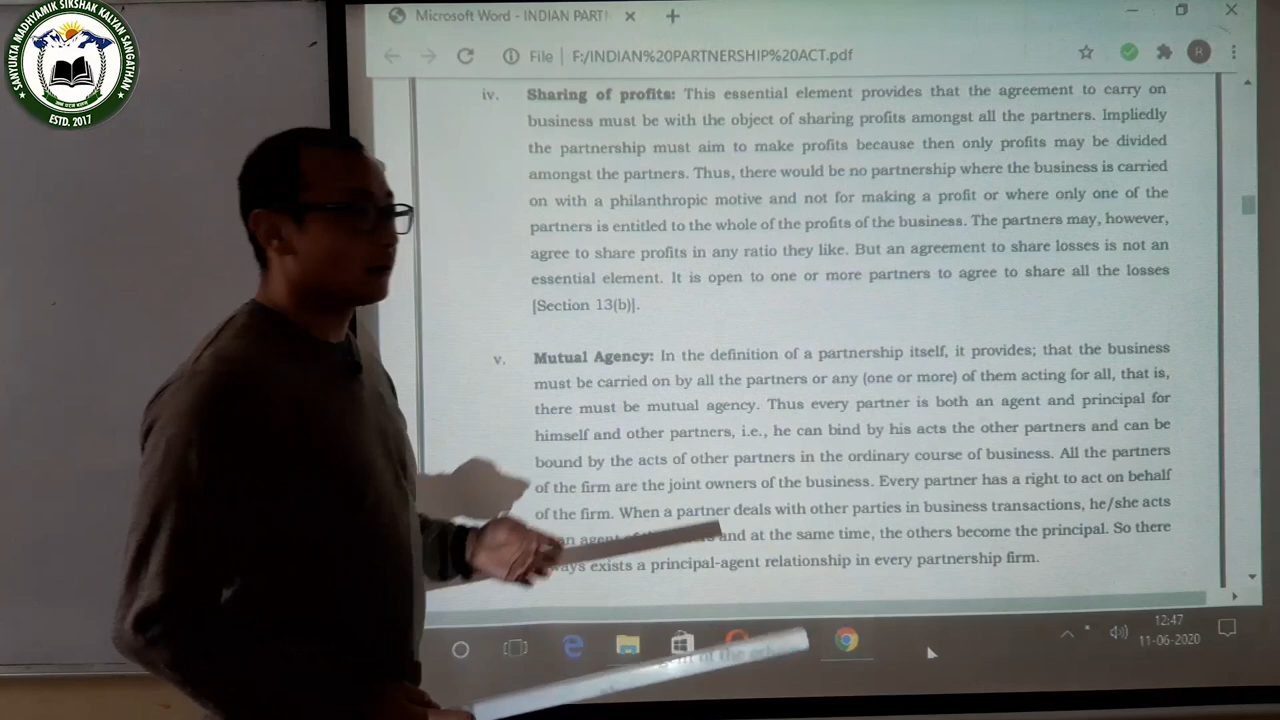 SANYUKTA MADHYAMIK SIKSHAK KALYAN SANGATHAN
ESTD. 2017
Microsoft Word - INDIAN PART
File
F:/INDIAN%20PARTNERSHIP%20ACT.pdf
iv. Sharing of profits: This essential element provides that the agreement to carry on
business must be with the object of sharing profits amongst all the partners. Impliedly
the partnership must aim to make profits because then only profits may be divided
amongst the partners. Thus, there would be no partnership where the business is carried
on with a philanthropic motive and not for making a profit or where only one of the
partners is entitled to the whole of the profits of the business. The partners may, however,
agree to share profits in any ratio they like. But an agreement to share losses is not an
essential element. It is open to one or more partners to agree to share all the losses
[Section 13(b)].
v. Mutual Agency: In the definition of a partnership itself, it provides; that the business
must be carried on by all the partners or any (one or more) of them acting for all, that is,
there must be mutual agency. Thus every partner is both an agent and principal for
himself and other partners, i.e., he can bind by his acts the other partners and can be
bound by the acts of other partners in the ordinary course of business. All the partners
of the firm are the joint owners of the business. Every partner has a right to act on behalf
of the firm. When a partner deals with other parties in business transactions, he/she acts
an agent and at the same time, the others become the principal. So there
ways exists a principal-agent relationship in every partnership firm.
12:47
11-06-2020